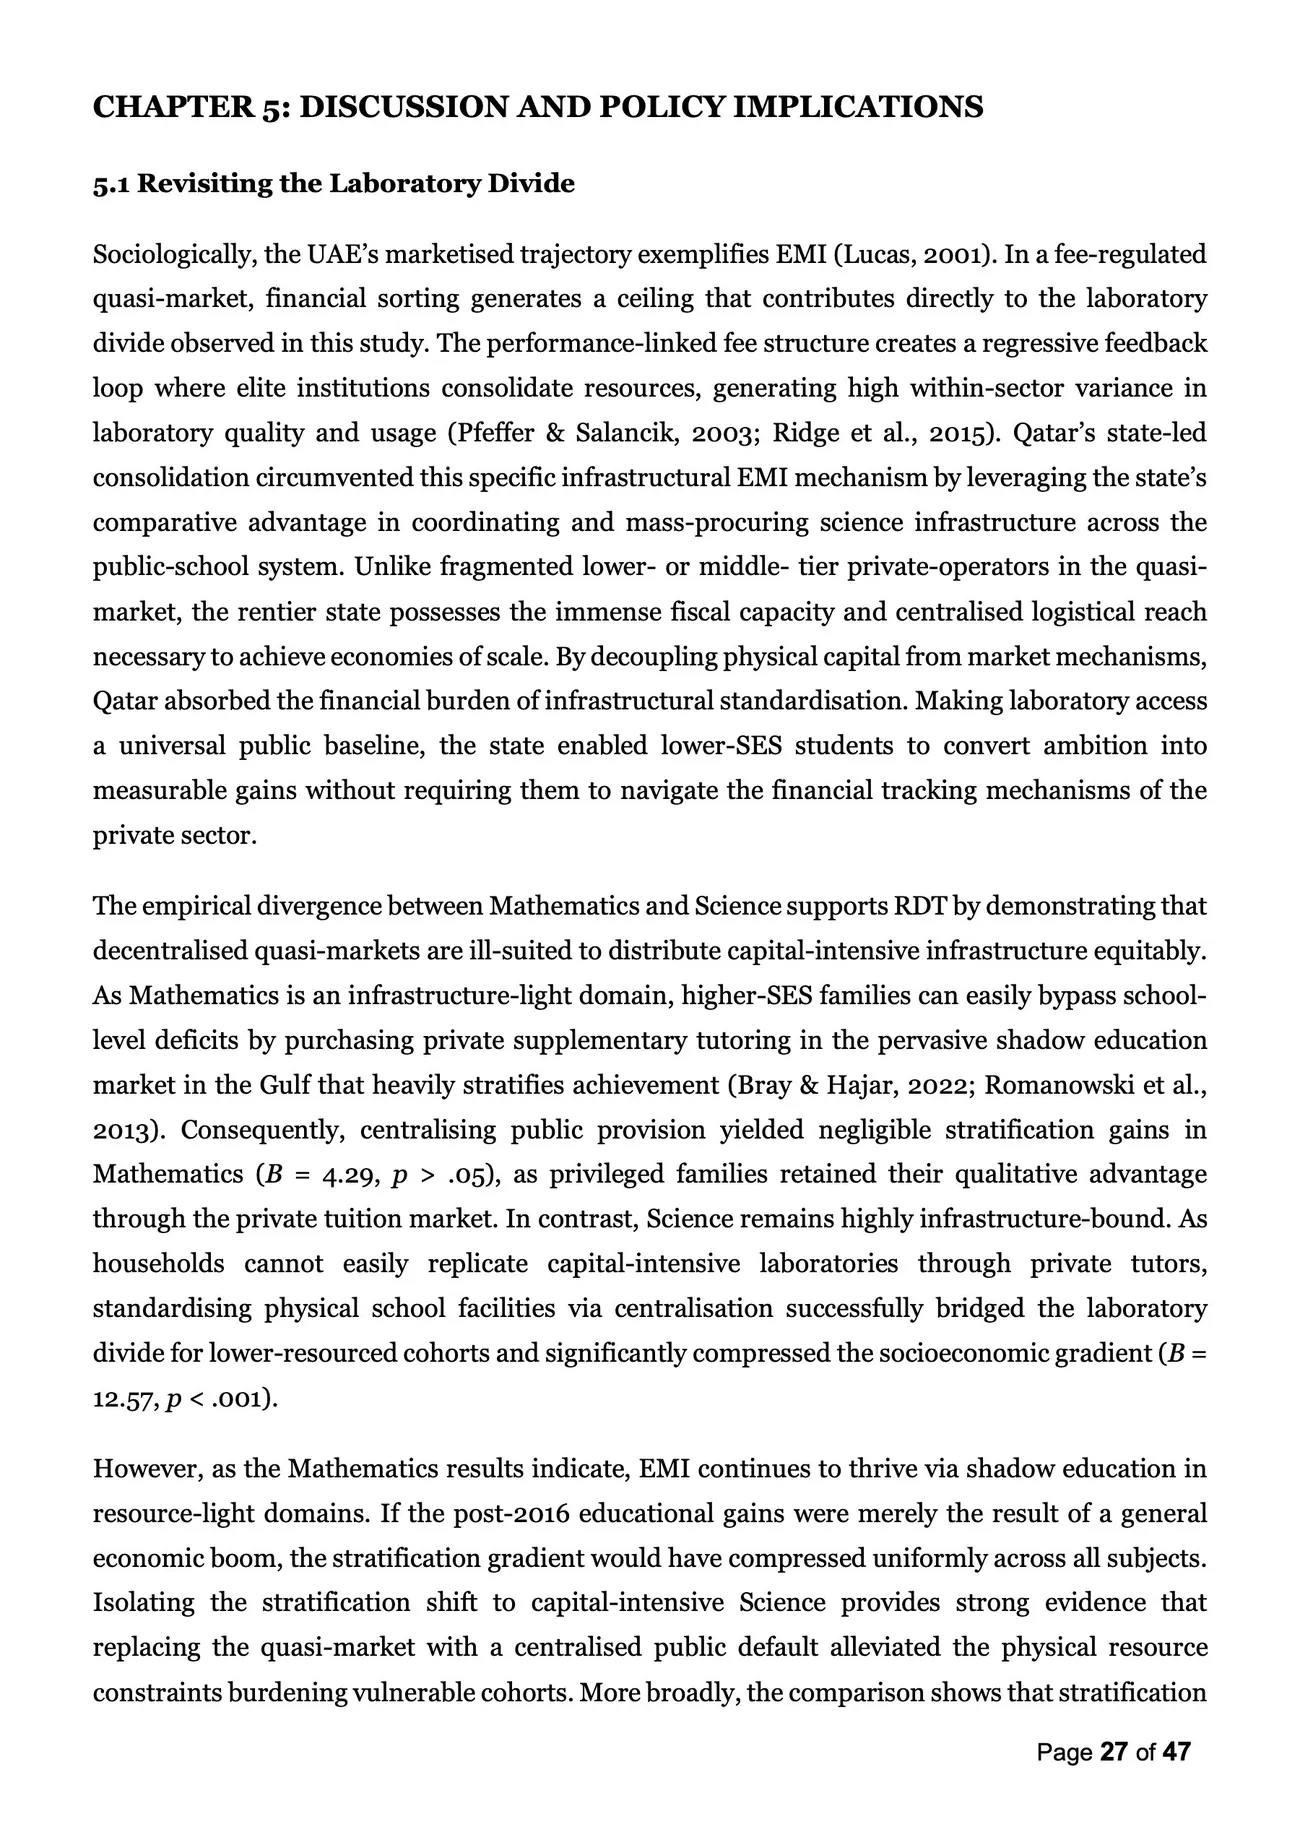 CHAPTER 5: DISCUSSION AND POLICY IMPLICATIONS
5.1 Revisiting the Laboratory Divide
Sociologically, the UAE’s marketised trajectory exemplifies EMI (Lucas, 2001). In a fee-regulated
quasi-market, financial sorting generates a ceiling that contributes directly to the laboratory
divide observed in this study. The performance-linked fee structure creates a regressive feedback
loop where elite institutions consolidate resources, generating high within-sector variance in
laboratory quality and usage (Pfeffer & Salancik, 2003; Ridge et al., 2015). Qatar’s state-led
consolidation circumvented this specific infrastructural EMI mechanism by leveraging the state’s
comparative advantage in coordinating and mass-procuring science infrastructure across the
public-school system. Unlike fragmented lower- or middle- tier private-operators in the quasi-
market, the rentier state possesses the immense fiscal capacity and centralised logistical reach
necessary to achieve economies of scale. By decoupling physical capital from market mechanisms,
Qatar absorbed the financial burden of infrastructural standardisation. Making laboratory access
a universal public baseline, the state enabled lower-SES students to convert ambition into
measurable gains without requiring them to navigate the financial tracking mechanisms of the
private sector.
The empirical divergence between Mathematics and Science supports RDT by demonstrating that
decentralised quasi-markets are ill-suited to distribute capital-intensive infrastructure equitably.
As Mathematics is an infrastructure-light domain, higher-SES families can easily bypass school-
level deficits by purchasing private supplementary tutoring in the pervasive shadow education
market in the Gulf that heavily stratifies achievement (Bray & Hajar, 2022; Romanowski et al.,
2013). Consequently, centralising public provision yielded negligible stratification gains in
Mathematics (B = 4.29, p > .05), as privileged families retained their qualitative advantage
through the private tuition market. In contrast, Science remains highly infrastructure-bound. As
households cannot easily replicate capital-intensive laboratories through private tutors,
standardising physical school facilities via centralisation successfully bridged the laboratory
divide for lower-resourced cohorts and significantly compressed the socioeconomic gradient (B =
12.57, p < .001).
However, as the Mathematics results indicate, EMI continues to thrive via shadow education in
resource-light domains. If the post-2016 educational gains were merely the result of a general
economic boom, the stratification gradient would have compressed uniformly across all subjects.
Isolating the stratification shift to capital-intensive Science provides strong evidence that
replacing the quasi-market with a centralised public default alleviated the physical resource
constraints burdening vulnerable cohorts. More broadly, the comparison shows that stratification
Page 27 of 47